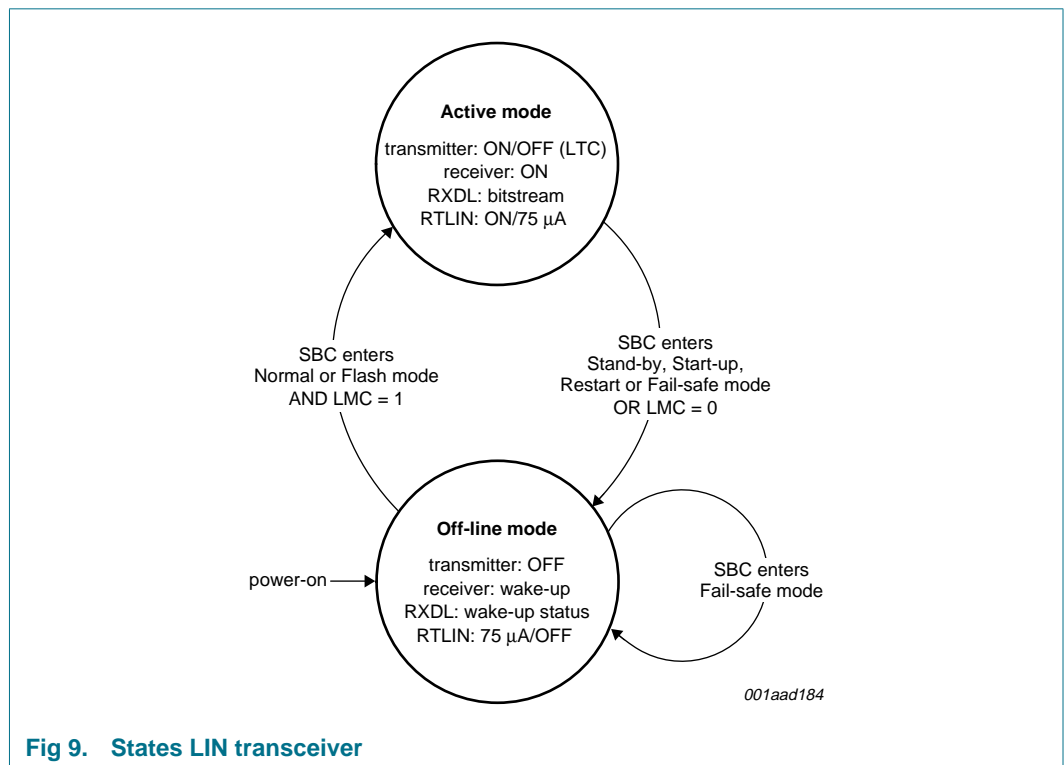 Active mode
transmitter: ON/OFF (LTC)
receiver: ON
RXDL: bitstream
RTLIN: ON/75 μA
SBC enters
Normal or Flash mode
AND LMC = 1
SBC enters
Stand-by, Start-up,
Restart or Fail-safe mode
OR LMC = 0
Off-line mode
transmitter: OFF
receiver: wake-up
RXDL: wake-up status
RTLIN: 75 μA/OFF
power-on
SBC enters
Fail-safe mode
001aad184
Fig 9. States LIN transceiver